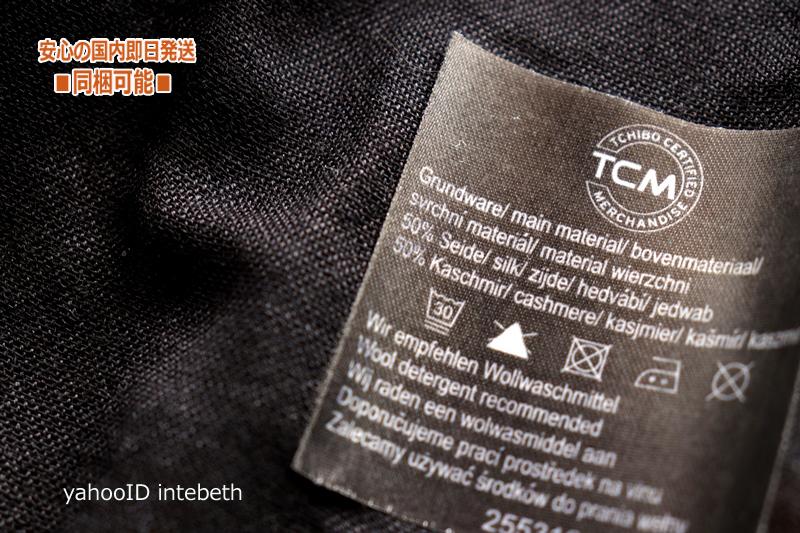 安心の国内即日発送
■同梱可能■
TCHIBO CERTIFIED
TCM
MERCHANDISE
Grundware/ main material/ bovenmateriaal/
svrchní materiál/ material wierzchni
50% Seide/ silk/ zijde/ hedvábí/ jedwab
50% Kaschmir/ cashmere/ kasjmier/ kašmír/
30
Wir empfehlen Wollwaschmittel
Wool detergent recommended
Wij raden een wolwasmiddel aan
Doporučujeme prací prostředek na vlnu
Zalecamy używać środków do prania wełny
yahooID intebeth